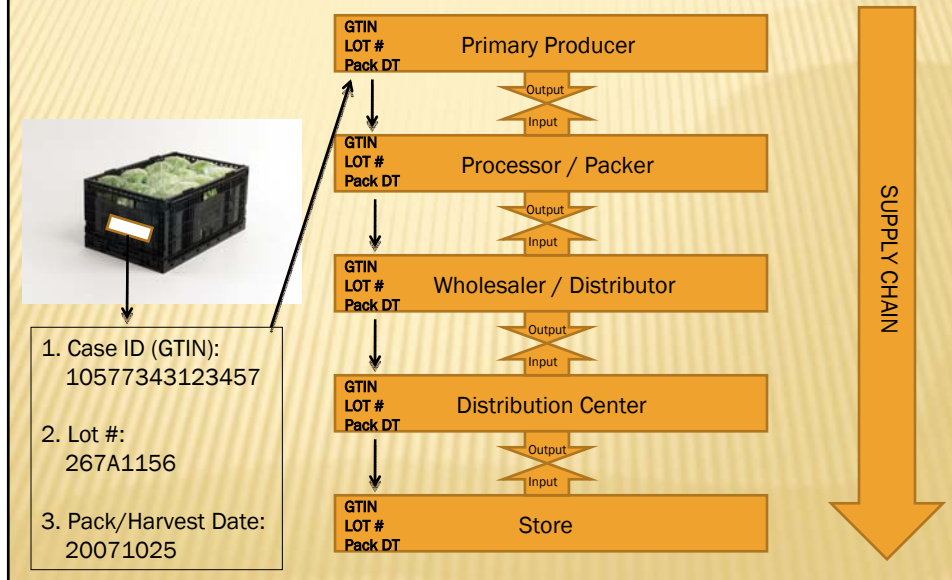 GTIN
LOT #
Pack DT
Primary Producer
Output
Input
GTIN
LOT #
Pack DT
Processor / Packer
Output
Input
GTIN
LOT #
Pack DT
Wholesaler / Distributor
Output
Input
GTIN
LOT #
Pack DT
Distribution Center
Output
Input
GTIN
LOT #
Pack DT
Store
1. Case ID (GTIN):
10577343123457
2. Lot #:
267A1156
3. Pack/Harvest Date:
20071025
SUPPLY CHAIN